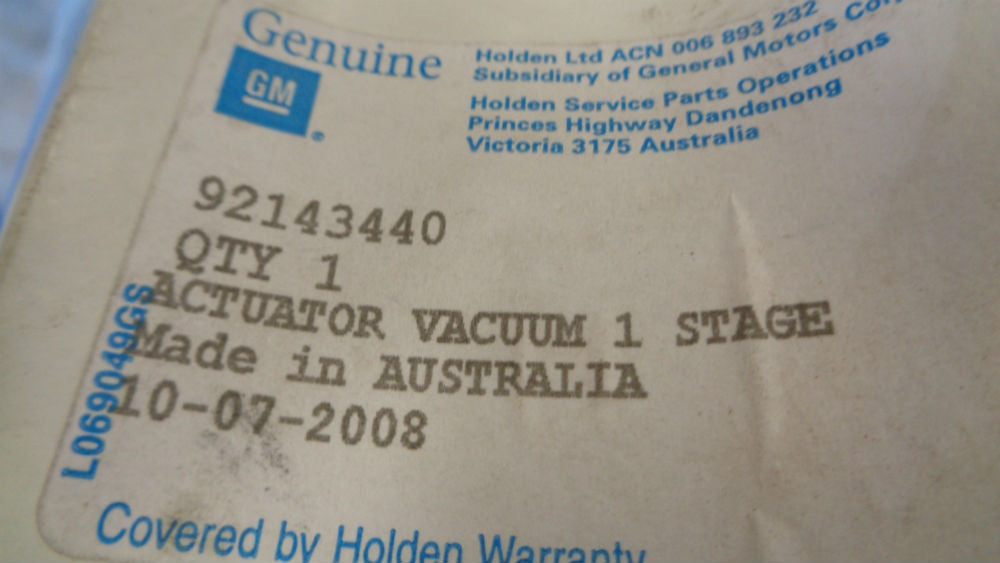 Genuine
GM
®
Holden Ltd ACN 006 893 232
Subsidiary of General Motors
Holden Service Parts Operations
Princes Highway Dandenong
Victoria 3175 Australia
92143440
QTY 1
ACTUATOR VACUUM 1 STAGE
Made in AUSTRALIA
10-07-2008
L069049GS
Covered by Holden Warranty